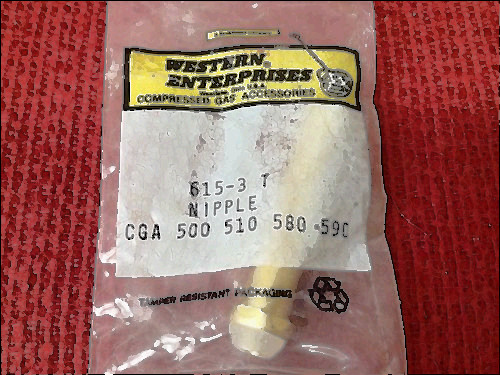 WESTERN
ENTERPRISES
COMPRESSED GAS ACCESSORIES
615-3 T
NIPPLE
CGA 500 510 580 590
TAMPER RESISTANT PACKAGING